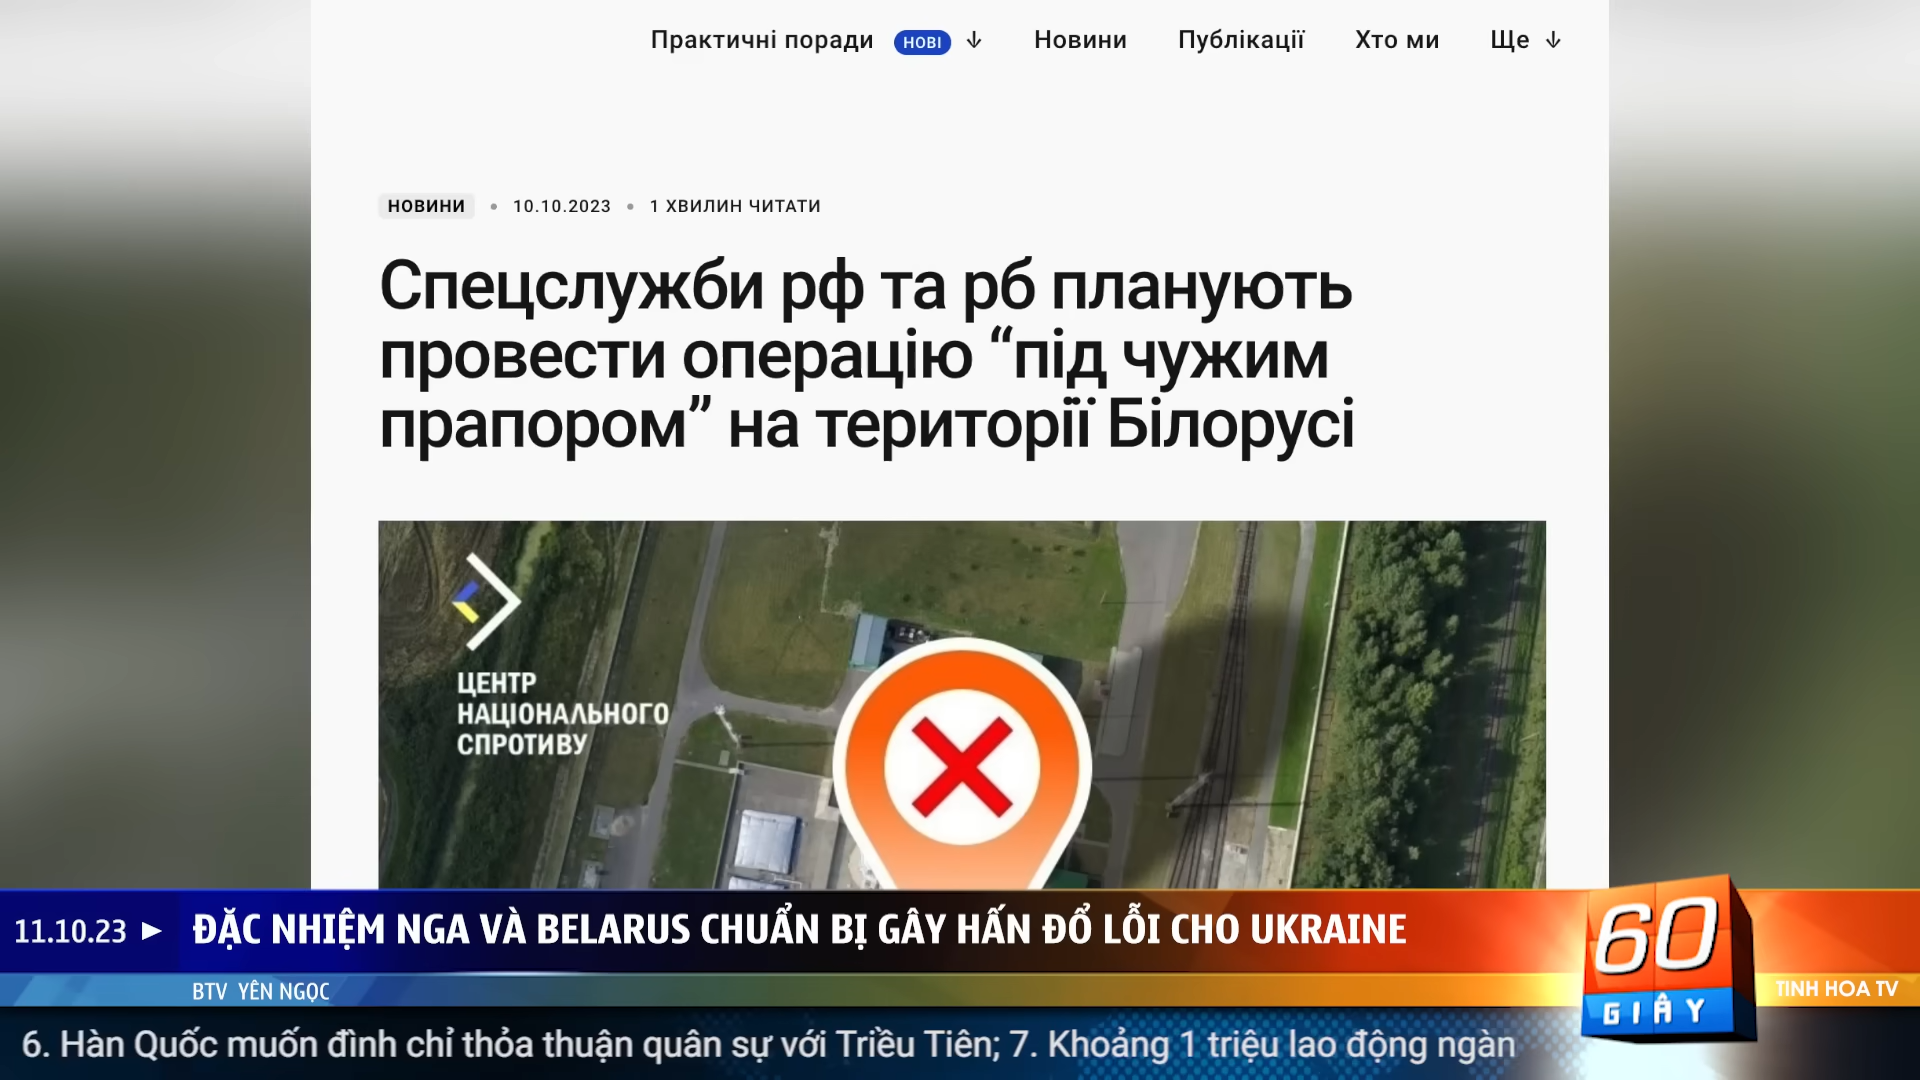 Практичні поради НОВІ Новини Публікації Хто ми Ще
НОВИНИ • 10.10.2023 • 1 ХВИЛИН ЧИТАТИ
Спецслужби рф та рб планують
провести операцію “під чужим
прапором” на території Білорусі
ЦЕНТР
НАЦІОНАЛЬНОГО
СПРОТИВУ
11.10.23 ĐẶC NHIỆM NGA VÀ BELARUS CHUẨN BỊ GÂY HẤN ĐỔ LỖI CHO UKRAINE
60
GIÂY
BTV YÊN NGỌC
TINH HOA TV
6. Hàn Quốc muốn đình chỉ thỏa thuận quân sự với Triều Tiên; 7. Khoảng 1 triệu lao động ngàn